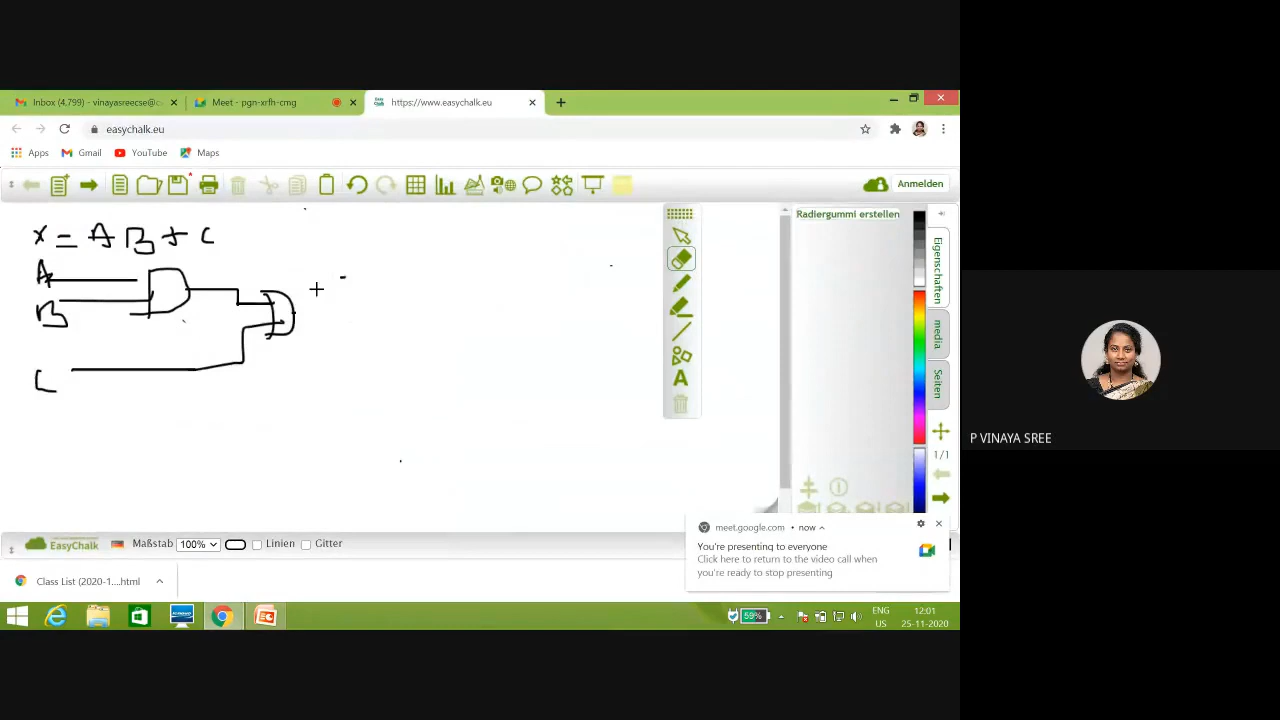 Inbox (4,799) - vinayasreecse@c
Meet - pgn-xrfh-cmg
https://www.easychalk.eu
easychalk.eu
Apps
Gmail
YouTube
Maps
Anmelden
X = A B + C
A
B
C
Radiergummi erstellen
Eigenschaften
media
Seiten
A
1/1
P VINAYA SREE
meet.google.com • now
You're presenting to everyone
Click here to return to the video call when
you're ready to stop presenting
EasyChalk
Maßstab
100%
Linien
Gitter
Class List (2020-1....html
59%
ENG
US
12:01
25-11-2020